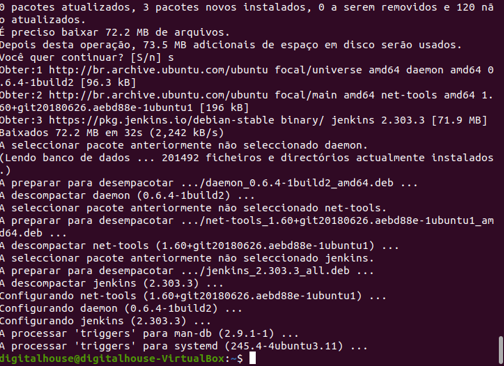 0 pacotes atualizados, 3 pacotes novos instalados, 0 a serem removidos e 120 nã
o atualizados.
É preciso baixar 72.2 MB de arquivos.
Depois desta operação, 73.5 MB adicionais de espaço em disco serão usados.
Você quer continuar? [S/n] s
Obter:1 http://br.archive.ubuntu.com/ubuntu focal/universe amd64 daemon amd64 0
.6.4-1build2 [96.3 kB]
Obter:2 http://br.archive.ubuntu.com/ubuntu focal/main amd64 net-tools amd64 1.
60+git20180626.aebd88e-1ubuntu1 [196 kB]
Obter:3 https://pkg.jenkins.io/debian-stable binary/ jenkins 2.303.3 [71.9 MB]
Baixados 72.2 MB em 32s (2,242 kB/s)
A seleccionar pacote anteriormente não seleccionado daemon.
(Lendo banco de dados ... 201492 ficheiros e directórios actualmente instalados
.)
A preparar para desempacotar .../daemon_0.6.4-1build2_amd64.deb ...
A descompactar daemon (0.6.4-1build2) ...
A seleccionar pacote anteriormente não seleccionado net-tools.
A preparar para desempacotar .../net-tools_1.60+git20180626.aebd88e-1ubuntu1_am
d64.deb ...
A descompactar net-tools (1.60+git20180626.aebd88e-1ubuntu1) ...
A seleccionar pacote anteriormente não seleccionado jenkins.
A preparar para desempacotar .../jenkins_2.303.3_all.deb ...
A descompactar jenkins (2.303.3) ...
Configurando net-tools (1.60+git20180626.aebd88e-1ubuntu1) ...
Configurando daemon (0.6.4-1build2) ...
Configurando jenkins (2.303.3) ...
A processar 'triggers' para man-db (2.9.1-1) ...
A processar 'triggers' para systemd (245.4-4ubuntu3.11) ...
digitalhouse@digitalhouse-VirtualBox:~$